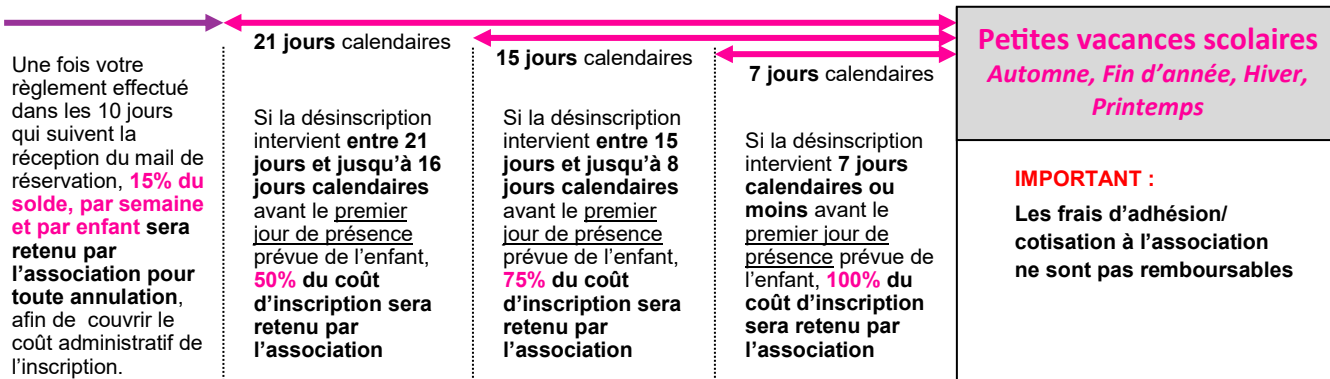 Une fois votre
règlement effectué
dans les 10 jours
qui suivent la
réception du mail de
réservation, 15% du
solde, par semaine
et par enfant sera
retenu par
l’association pour
toute annulation,
afin de couvrir le
coût administratif de
l’inscription.
21 jours calendaires
Si la désinscription
intervient entre 21
jours et jusqu’à 16
jours calendaires
avant le premier
jour de présence
prévue de l’enfant,
50% du coût
d’inscription sera
retenu par
l’association
15 jours calendaires
Si la désinscription
intervient entre 15
jours et jusqu’à 8
jours calendaires
avant le premier
jour de présence
prévue de l’enfant,
75% du coût
d’inscription sera
retenu par
l’association
7 jours calendaires
Si la désinscription
intervient 7 jours
calendaires ou
moins avant le
premier jour de
présence prévue de
l’enfant, 100% du
coût d’inscription
sera retenu par
l’association
Petites vacances scolaires
Automne, Fin d’année, Hiver,
Printemps
IMPORTANT :
Les frais d’adhésion/
cotisation à l’association
ne sont pas remboursables